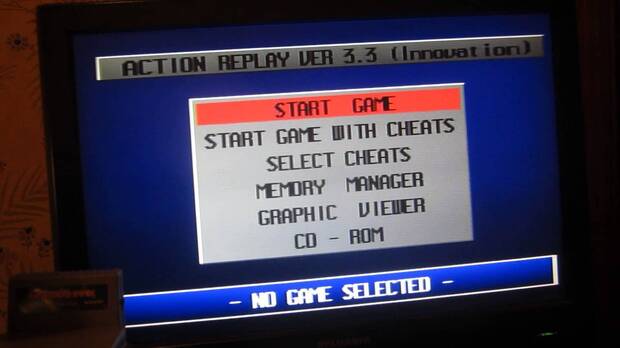 ACTION REPLAY VER 3.3 (Innovation)
START GAME
START GAME WITH CHEATS
SELECT CHEATS
MEMORY MANAGER
GRAPHIC VIEWER
CD - ROM
- NO GAME SELECTED -